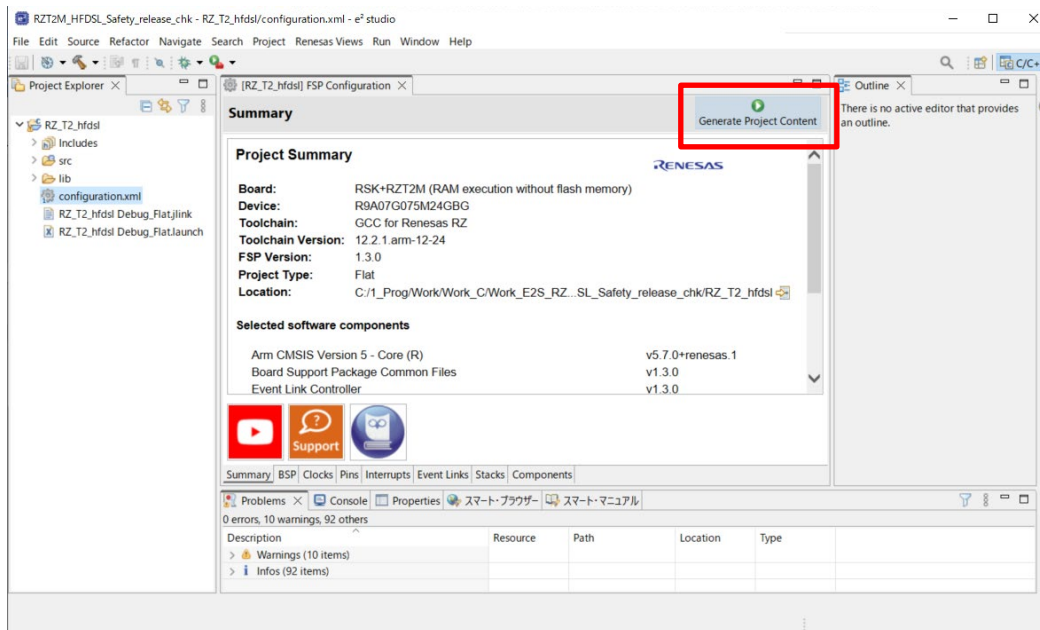 RZT2M_HFDSL_Safety_release_chk - RZ_T2_hfdsl/configuration.xml - e² studio
File Edit Source Refactor Navigate Search Project Renesas Views Run Window Help
C/C+
Project Explorer
[RZ_T2_hfdsl] FSP Configuration
Outline
RZ_T2_hfdsl
Includes
src
lib
configuration.xml
RZ_T2_hfdsl Debug_Flat.jlink
RZ_T2_hfdsl Debug_Flat.launch
Summary
Generate Project Content
There is no active editor that provides
an outline.
Project Summary
RENESAS
Board: RSK+RZT2M (RAM execution without flash memory)
Device: R9A07G075M24GBG
Toolchain: GCC for Renesas RZ
Toolchain Version: 12.2.1.arm-12-24
FSP Version: 1.3.0
Project Type: Flat
Location: C:/1_Prog/Work/Work_C/Work_E2S_RZ...SL_Safety_release_chk/RZ_T2_hfdsl
Selected software components
Arm CMSIS Version 5 - Core (R) v5.7.0+renesas.1
Board Support Package Common Files v1.3.0
Event Link Controller v1.3.0
Support
Summary BSP Clocks Pins Interrupts Event Links Stacks Components
Problems Console Properties スマート・ブラウザー スマート・マニュアル
0 errors, 10 warnings, 92 others
Description Resource Path Location Type
Warnings (10 items)
Infos (92 items)